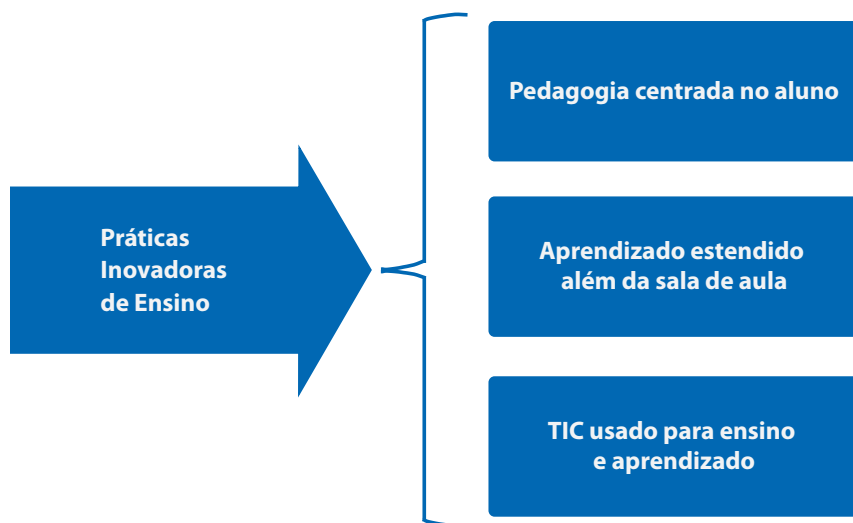 Práticas
Inovadoras
de Ensino
Pedagogia centrada no aluno
Aprendizado estendido
além da sala de aula
TIC usado para ensino
e aprendizado